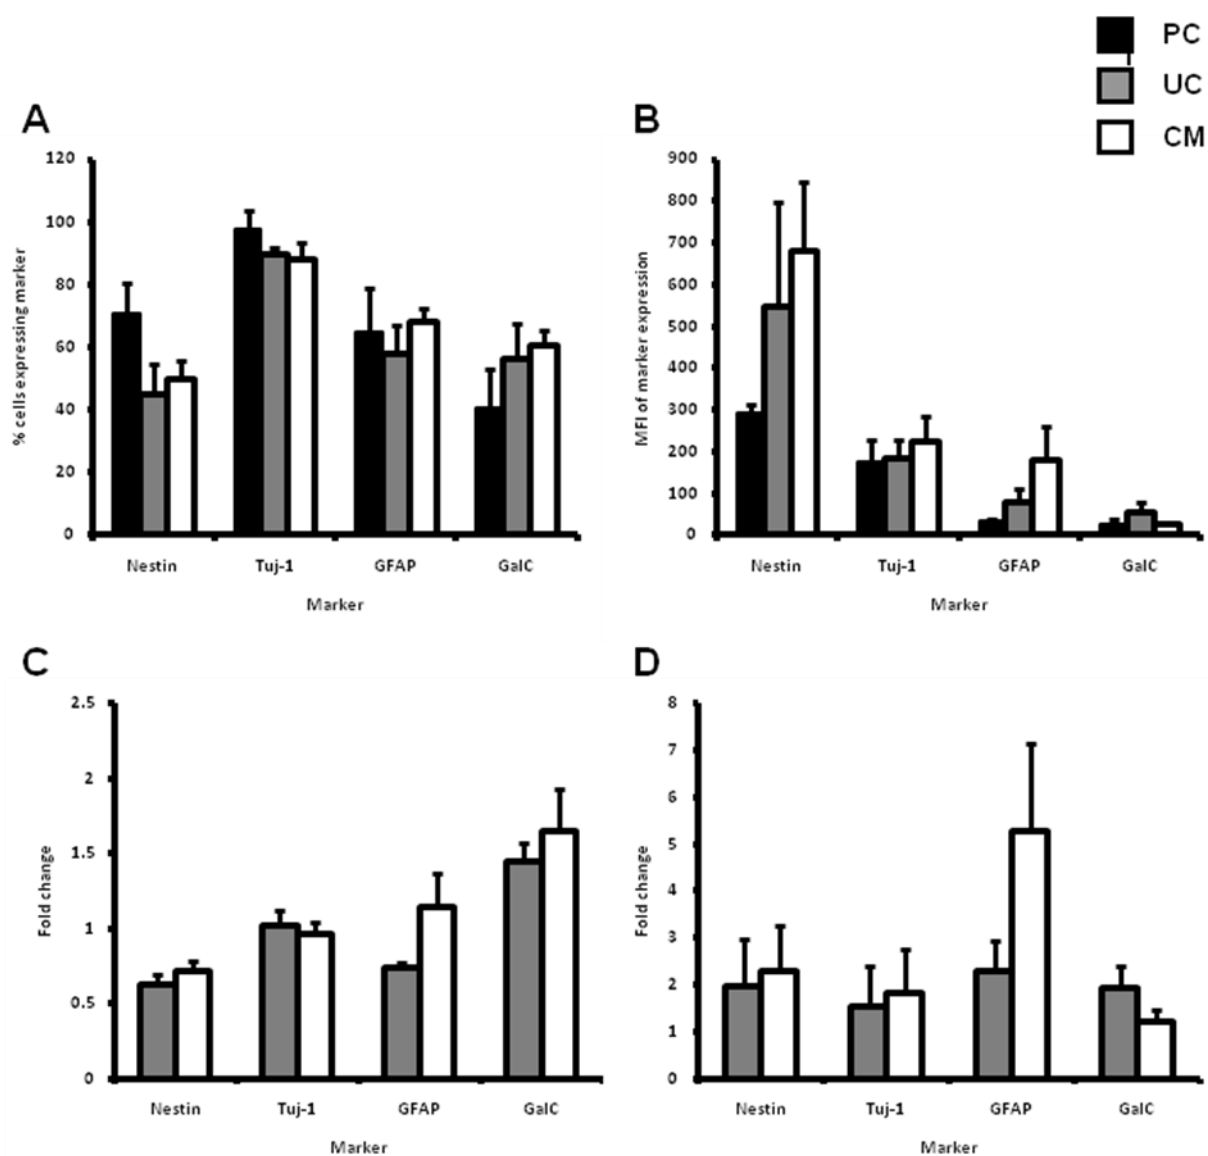 PC
UC
CM
A
120
100
80
60
40
20
0
% cells expressing marker
Nestin Tuj-1 GFAP GalC
Marker
B
900
800
700
600
500
400
300
200
100
0
MFI of marker expression
Nestin Tuj-1 GFAP GalC
Marker
C
2.5
2
1.5
1
0.5
0
Fold change
Nestin Tuj-1 GFAP GalC
Marker
D
8
7
6
5
4
3
2
1
0
Fold change
Nestin Tuj-1 GFAP GalC
Marker